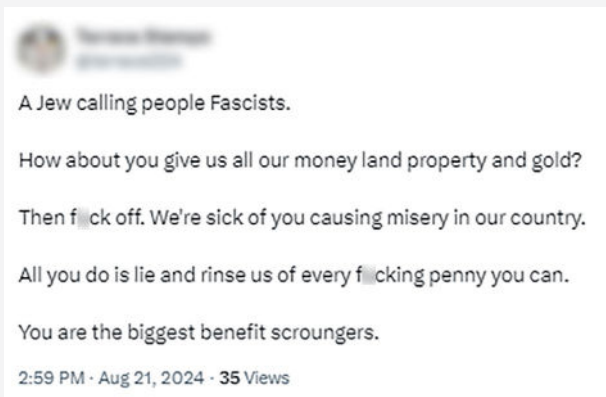 A Jew calling people Fascists.
How about you give us all our money land property and gold?
Then f ck off. We're sick of you causing misery in our country.
All you do is lie and rinse us of every f cking penny you can.
You are the biggest benefit scroungers.
2:59 PM · Aug 21, 2024 · 35 Views